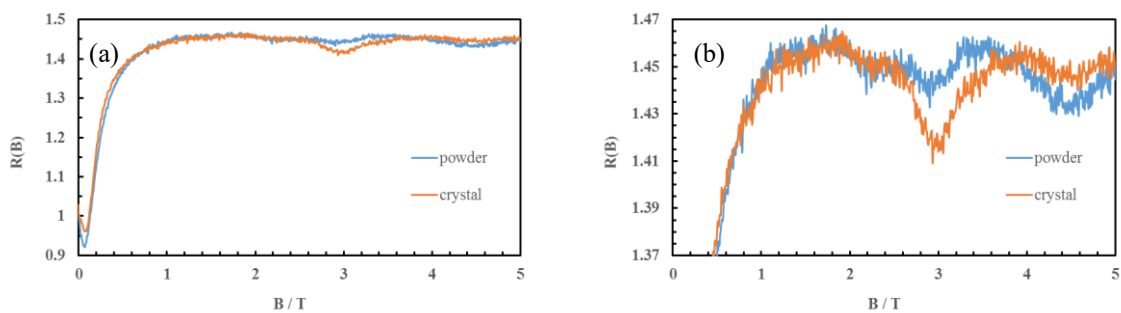 (a)
R(B)
1.5
1.4
1.3
1.2
1.1
1
0.9
0 1 2 3 4 5
B / T
powder
crystal
(b)
R(B)
1.47
1.45
1.43
1.41
1.39
1.37
0 1 2 3 4 5
B / T
powder
crystal